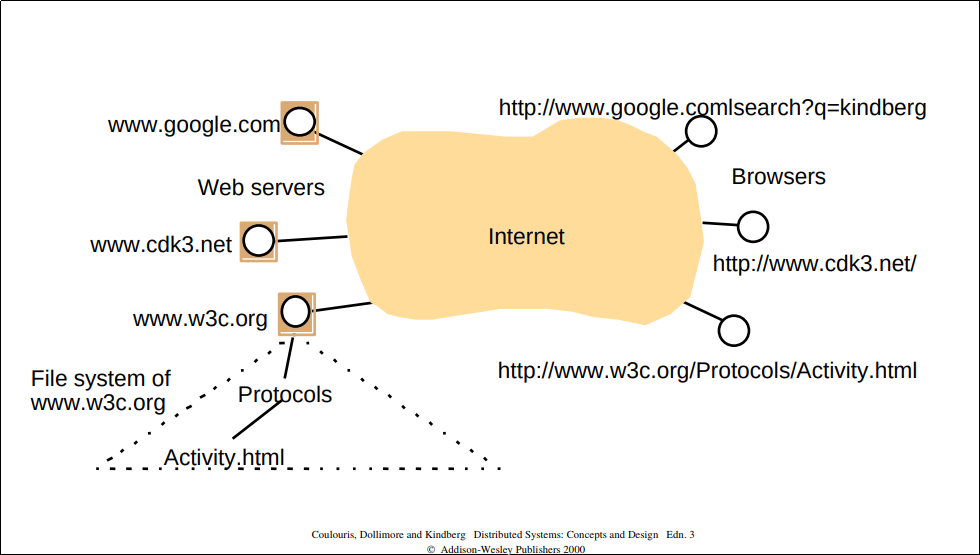 http://www.google.comlsearch?q=kindberg
www.google.com
Browsers
Web servers
Internet
www.cdk3.net
http://www.cdk3.net/
www.w3c.org
http://www.w3c.org/Protocols/Activity.html
File system of
www.w3c.org
Protocols
Activity.html
Coulouris, Dollimore and Kindberg Distributed Systems: Concepts and Design Edn. 3
© Addison-Wesley Publishers 2000